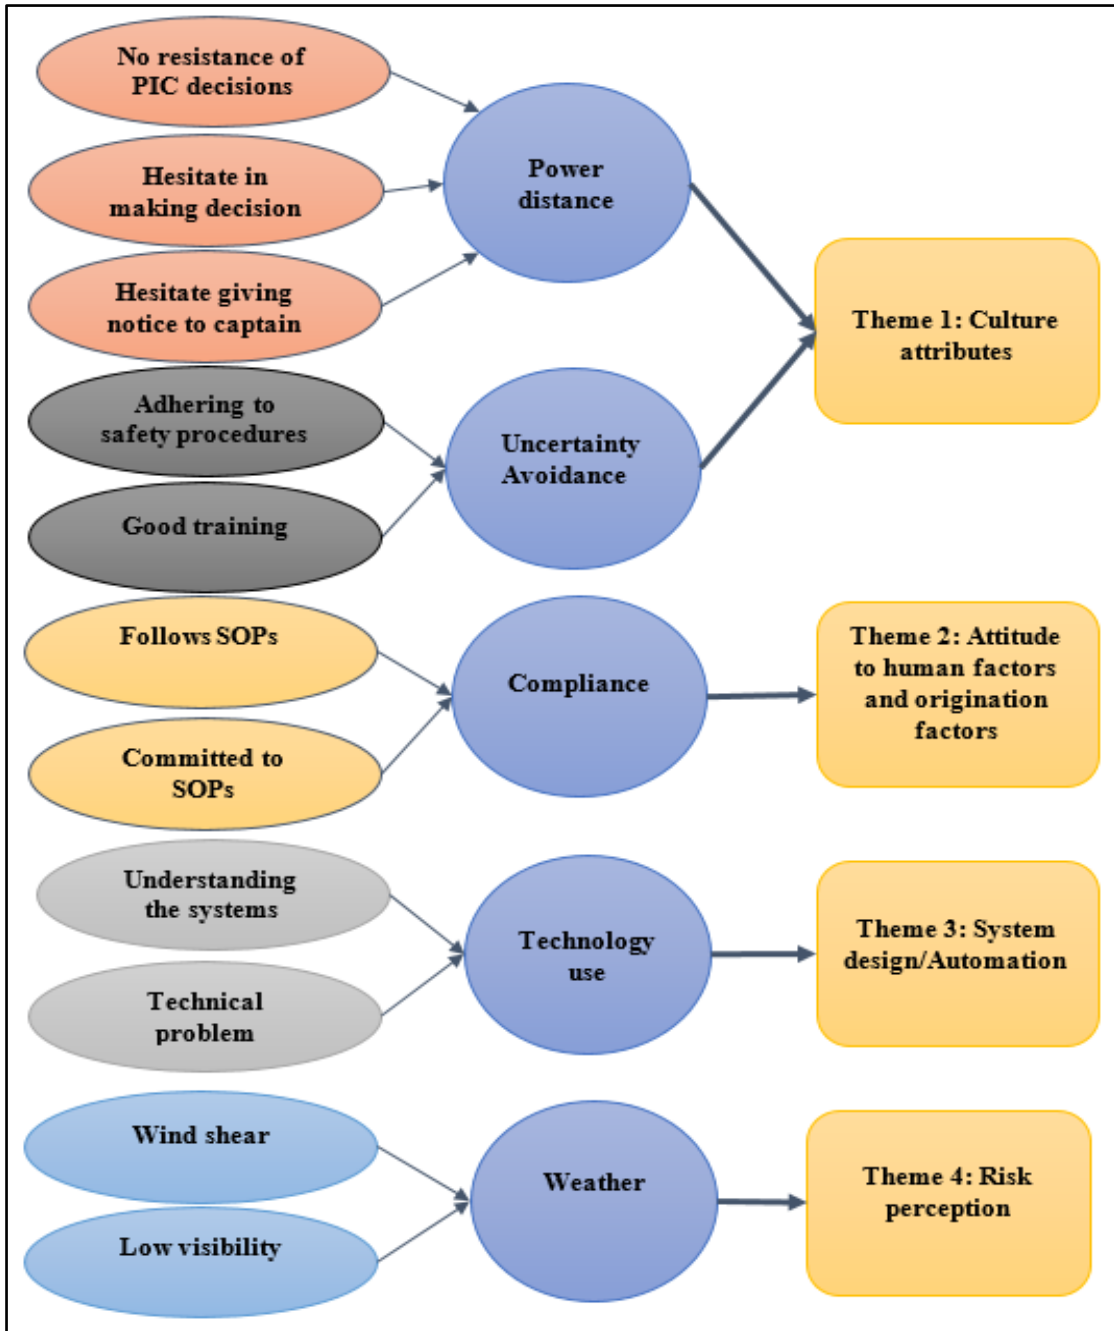 No resistance of
PIC decisions
Hesitate in
making decision
Hesitate giving
notice to captain
Adhering to
safety procedures
Good training
Follows SOPs
Committed to
SOPs
Understanding
the systems
Technical
problem
Wind shear
Low visibility
Power
distance
Uncertainty
Avoidance
Compliance
Technology
use
Weather
Theme 1: Culture
attributes
Theme 2: Attitude
to human factors
and origination
factors
Theme 3: System
design/Automation
Theme 4: Risk
perception